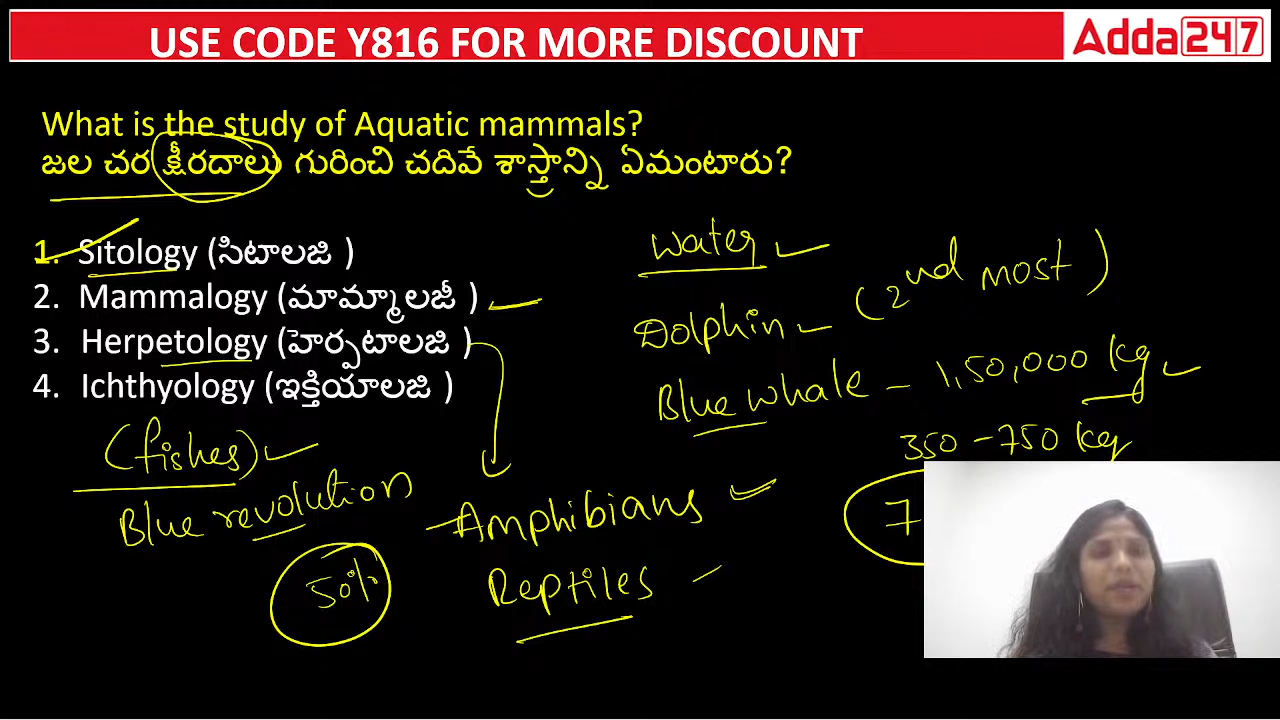 USE CODE Y816 FOR MORE DISCOUNT
Adda247
What is the study of Aquatic mammals?
జల చర క్షీరదాలు గురించి చదివే శాస్త్రాన్ని ఏమంటారు?
1. Sitology (సిటాలజి )
2. Mammalogy (మామ్మాలజీ )
3. Herpetology (హెర్పటాలజి )
4. Ichthyology (ఇక్తియాలజి )
(fishes)
Blue revolution
50%
Amphibians
Reptiles
Water
Dolphin (2nd most)
Blue whale - 1,50,000 kg
350 - 750 kg
7